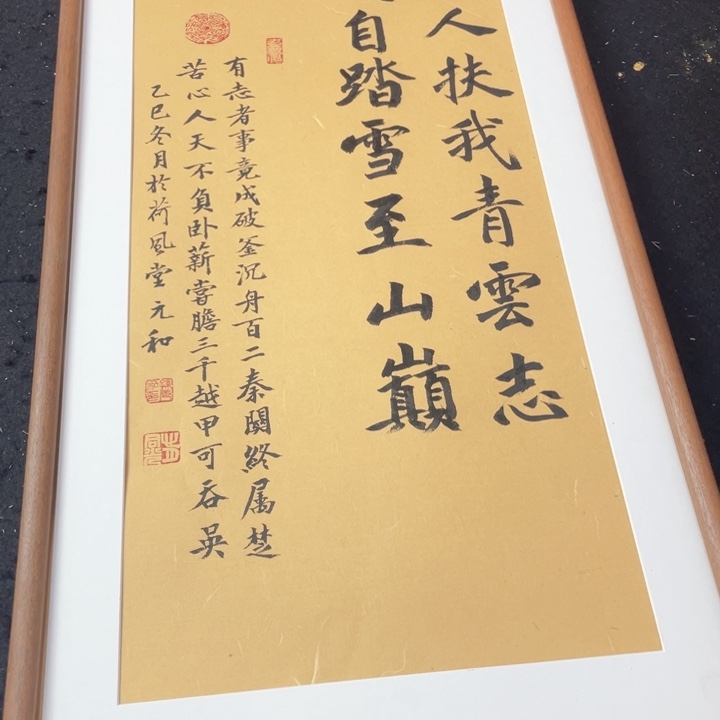 人扶我青雲志
自踏雪至山巔
有志者事竟成破釜沉舟百二秦關終属楚
苦心人天不負卧薪嘗膽三千越甲可吞吳
乙巳冬月於荷風堂元和